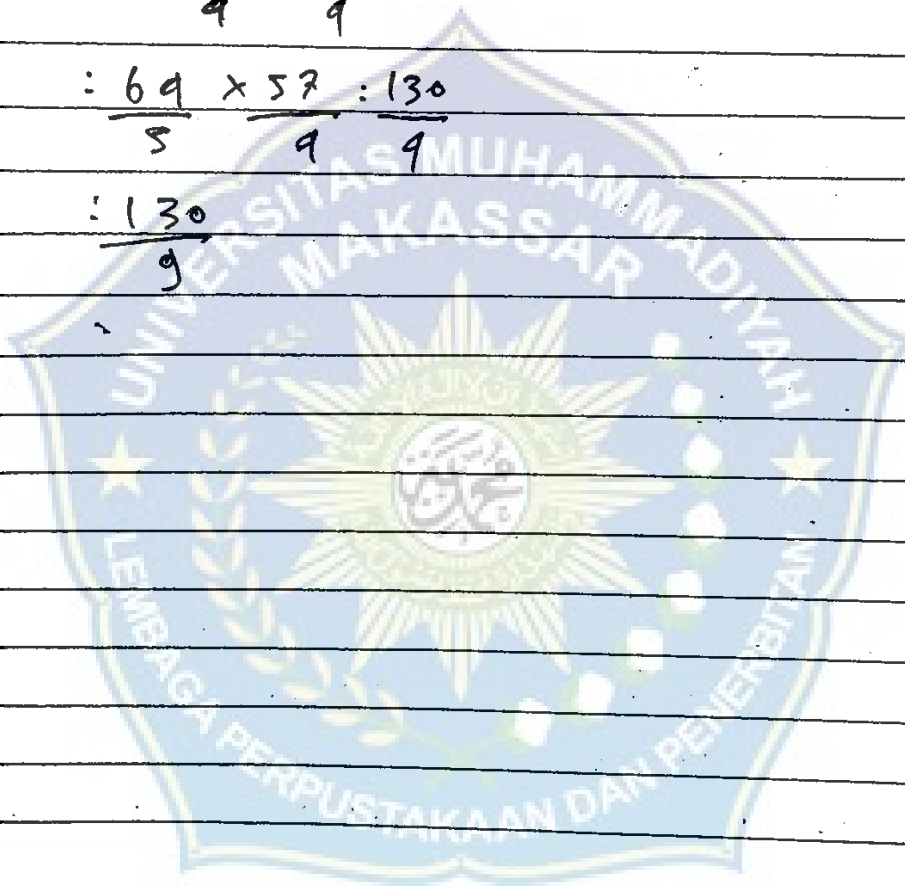 9 9
: 69 × 57 : 130
5 9 9
: 130
9
UNIVERSITAS MUHAMMADIYAH
MAKASSAR
LEMBAGA PERPUSTAKAAN DAN PENERBITAN